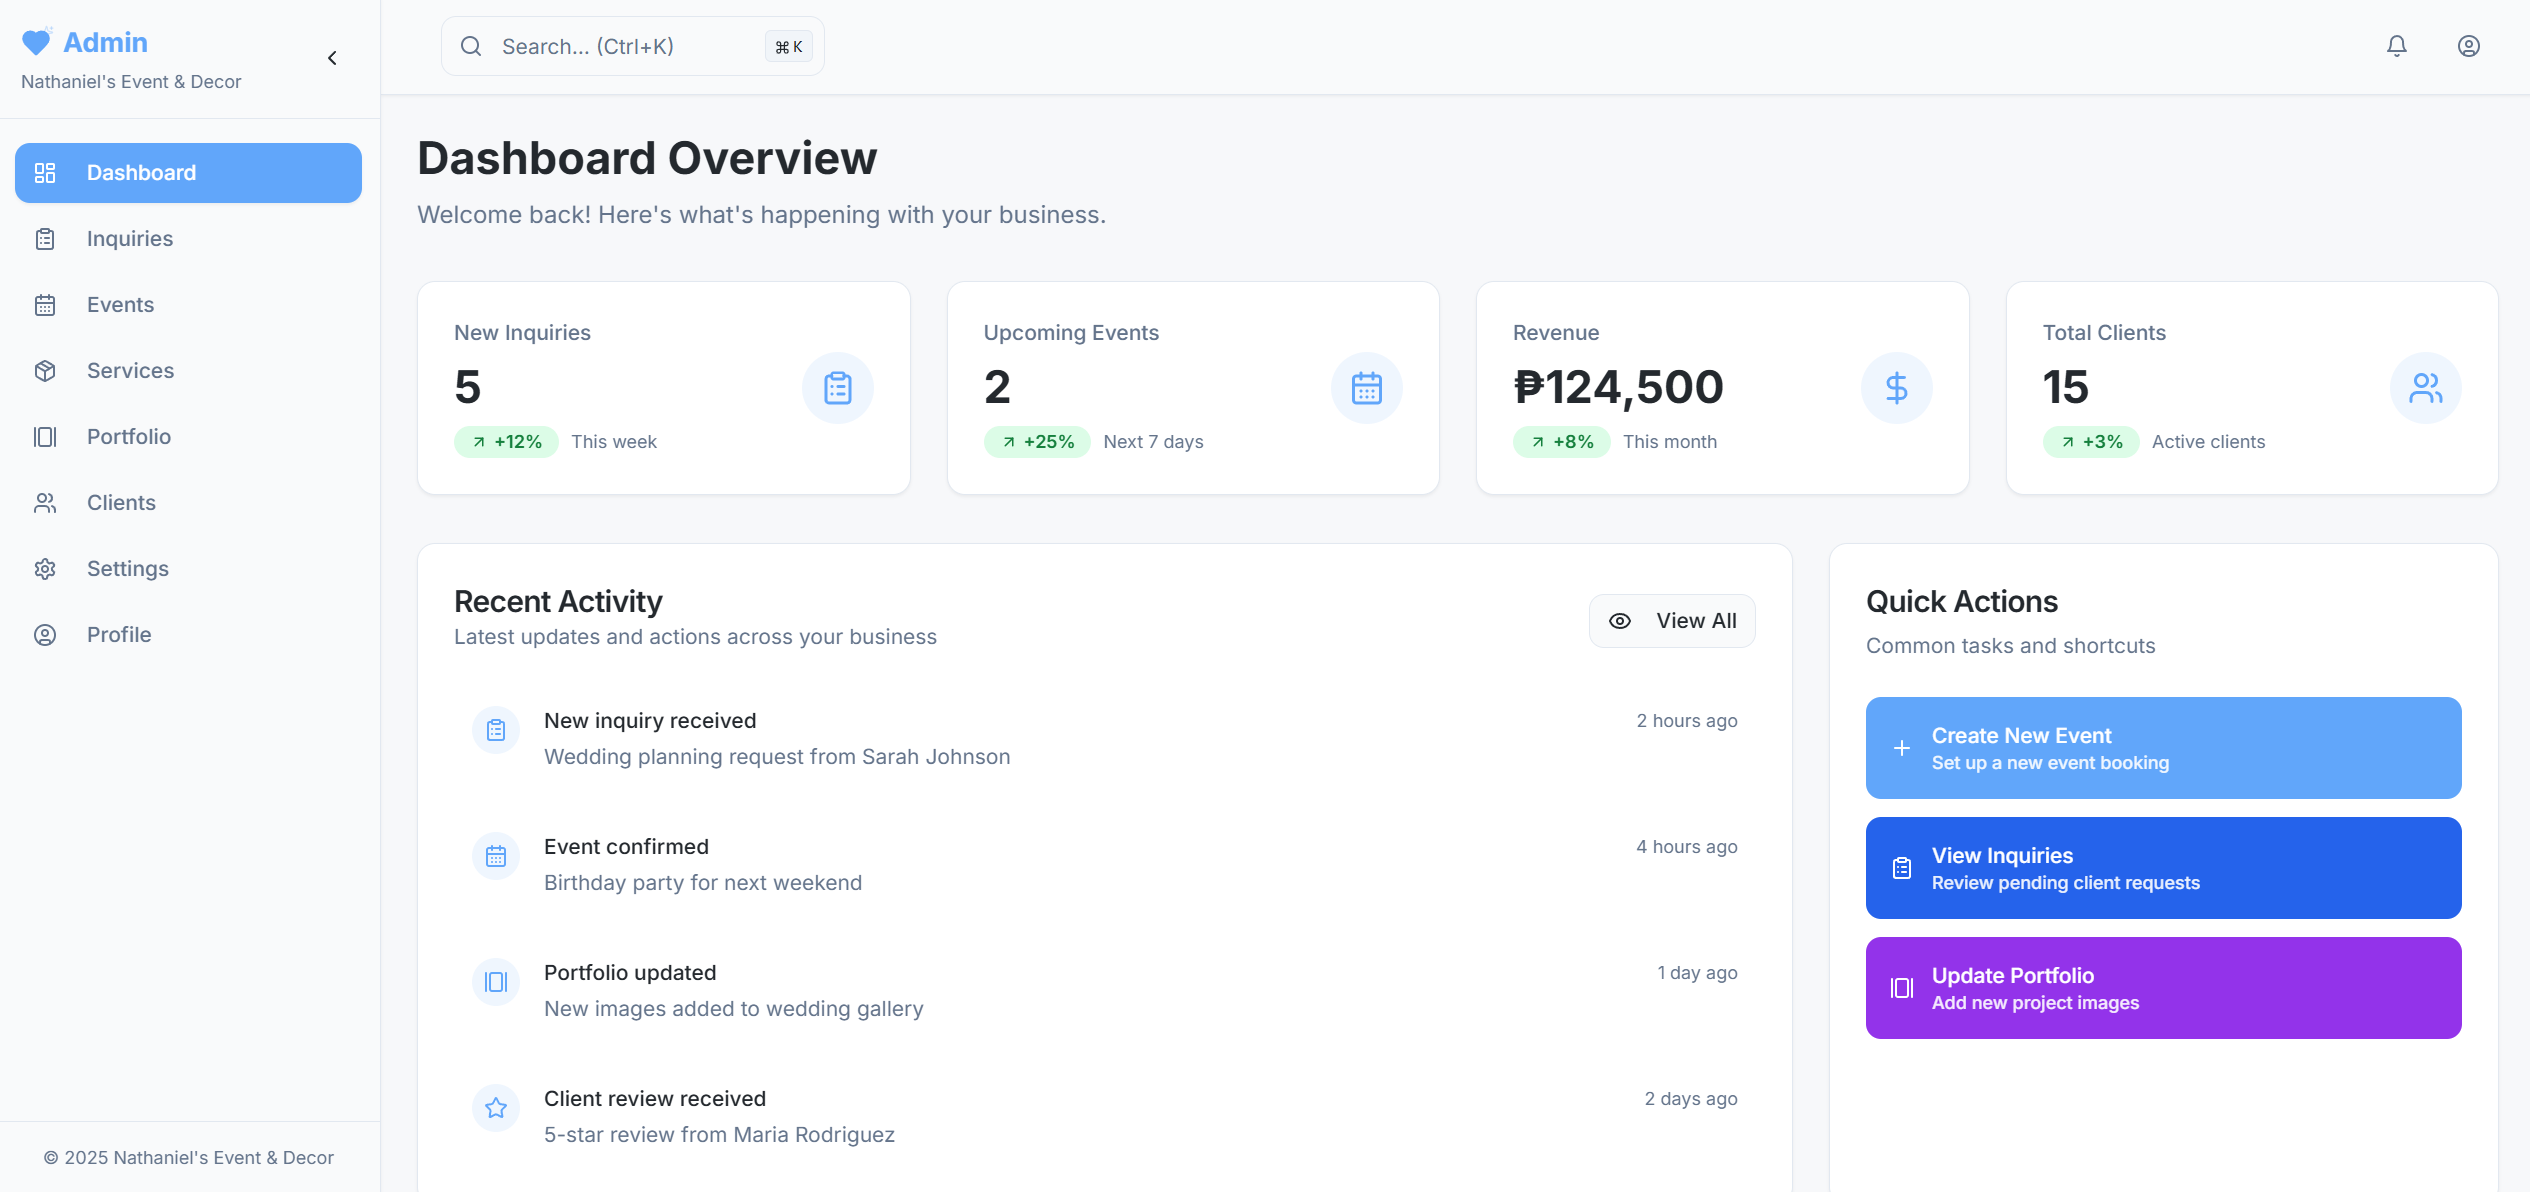 Admin
Nathaniel's Event & Decor
Search... (Ctrl+K)
⌘ K
Dashboard
Inquiries
Events
Services
Portfolio
Clients
Settings
Profile
© 2025 Nathaniel's Event & Decor
Dashboard Overview
Welcome back! Here's what's happening with your business.
New Inquiries
5
+12% This week
Upcoming Events
2
+25% Next 7 days
Revenue
₱124,500
+8% This month
Total Clients
15
+3% Active clients
Recent Activity
Latest updates and actions across your business
View All
New inquiry received
2 hours ago
Wedding planning request from Sarah Johnson
Event confirmed
4 hours ago
Birthday party for next weekend
Portfolio updated
1 day ago
New images added to wedding gallery
Client review received
2 days ago
5-star review from Maria Rodriguez
Quick Actions
Common tasks and shortcuts
Create New Event
Set up a new event booking
View Inquiries
Review pending client requests
Update Portfolio
Add new project images